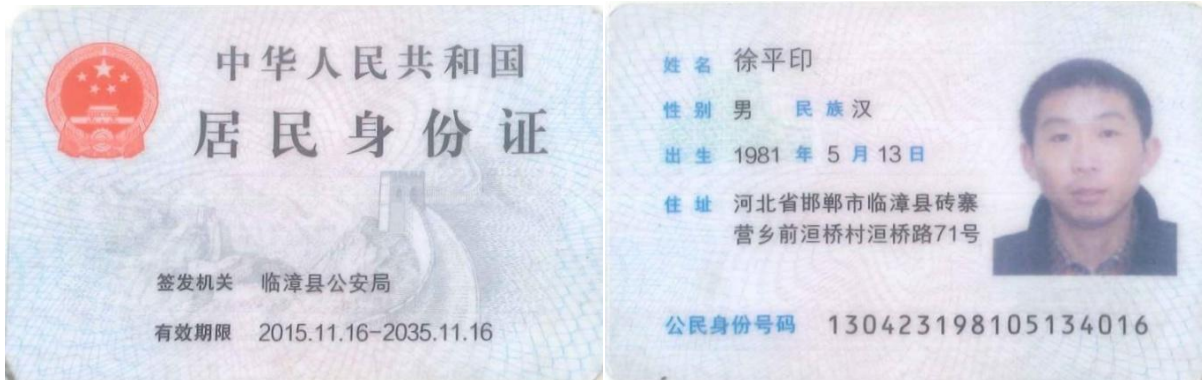 中华人民共和国
居民身份证
签发机关 临漳县公安局
有效期限 2015.11.16-2035.11.16
姓名 徐平印
性别 男 民族 汉
出生 1981 年 5 月 13 日
住址 河北省邯郸市临漳县砖寨
营乡前洹桥村洹桥路71号
公民身份号码 130423198105134016